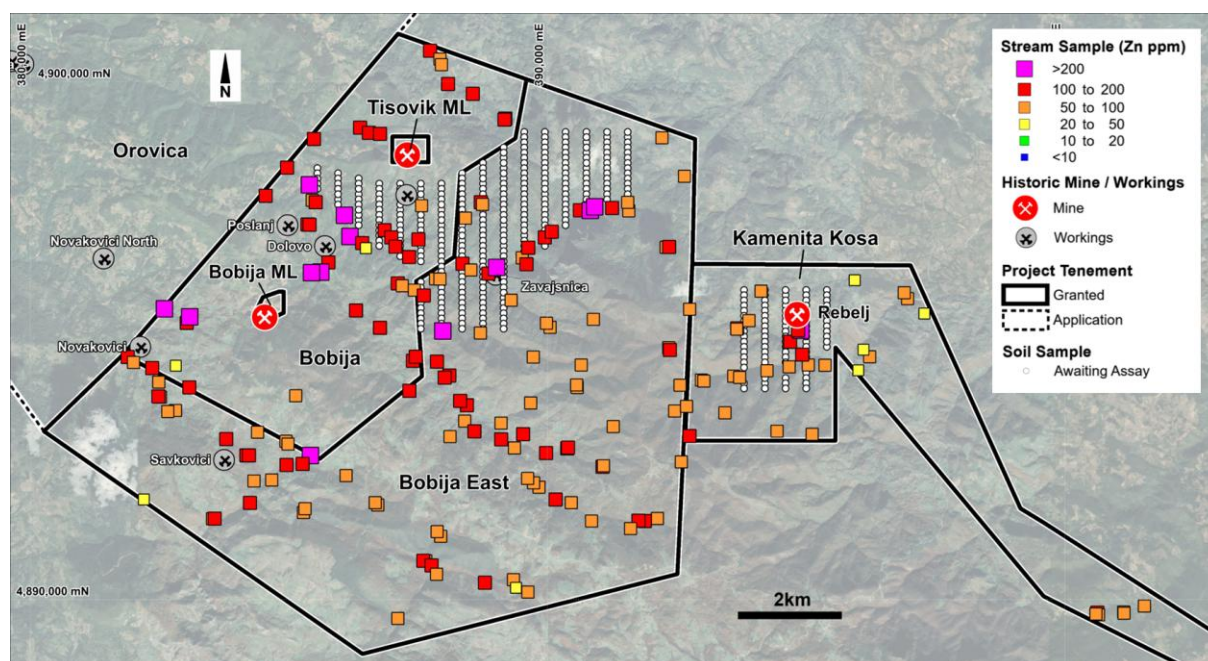 380,000 mE
390,000 mE
4,900,000 mN
N
Tisovik ML
Orovica
Poslanj
Dolovo
Novakovici North
Bobija ML
Zavajsnica
Kamenita Kosa
Rebelj
Novakovici
Bobija
Savkovici
Bobija East
4,890,000 mN
2km
Stream Sample (Zn ppm)
>200
100 to 200
50 to 100
20 to 50
10 to 20
<10
Historic Mine / Workings
Mine
Workings
Project Tenement
Granted
Application
Soil Sample
Awaiting Assay